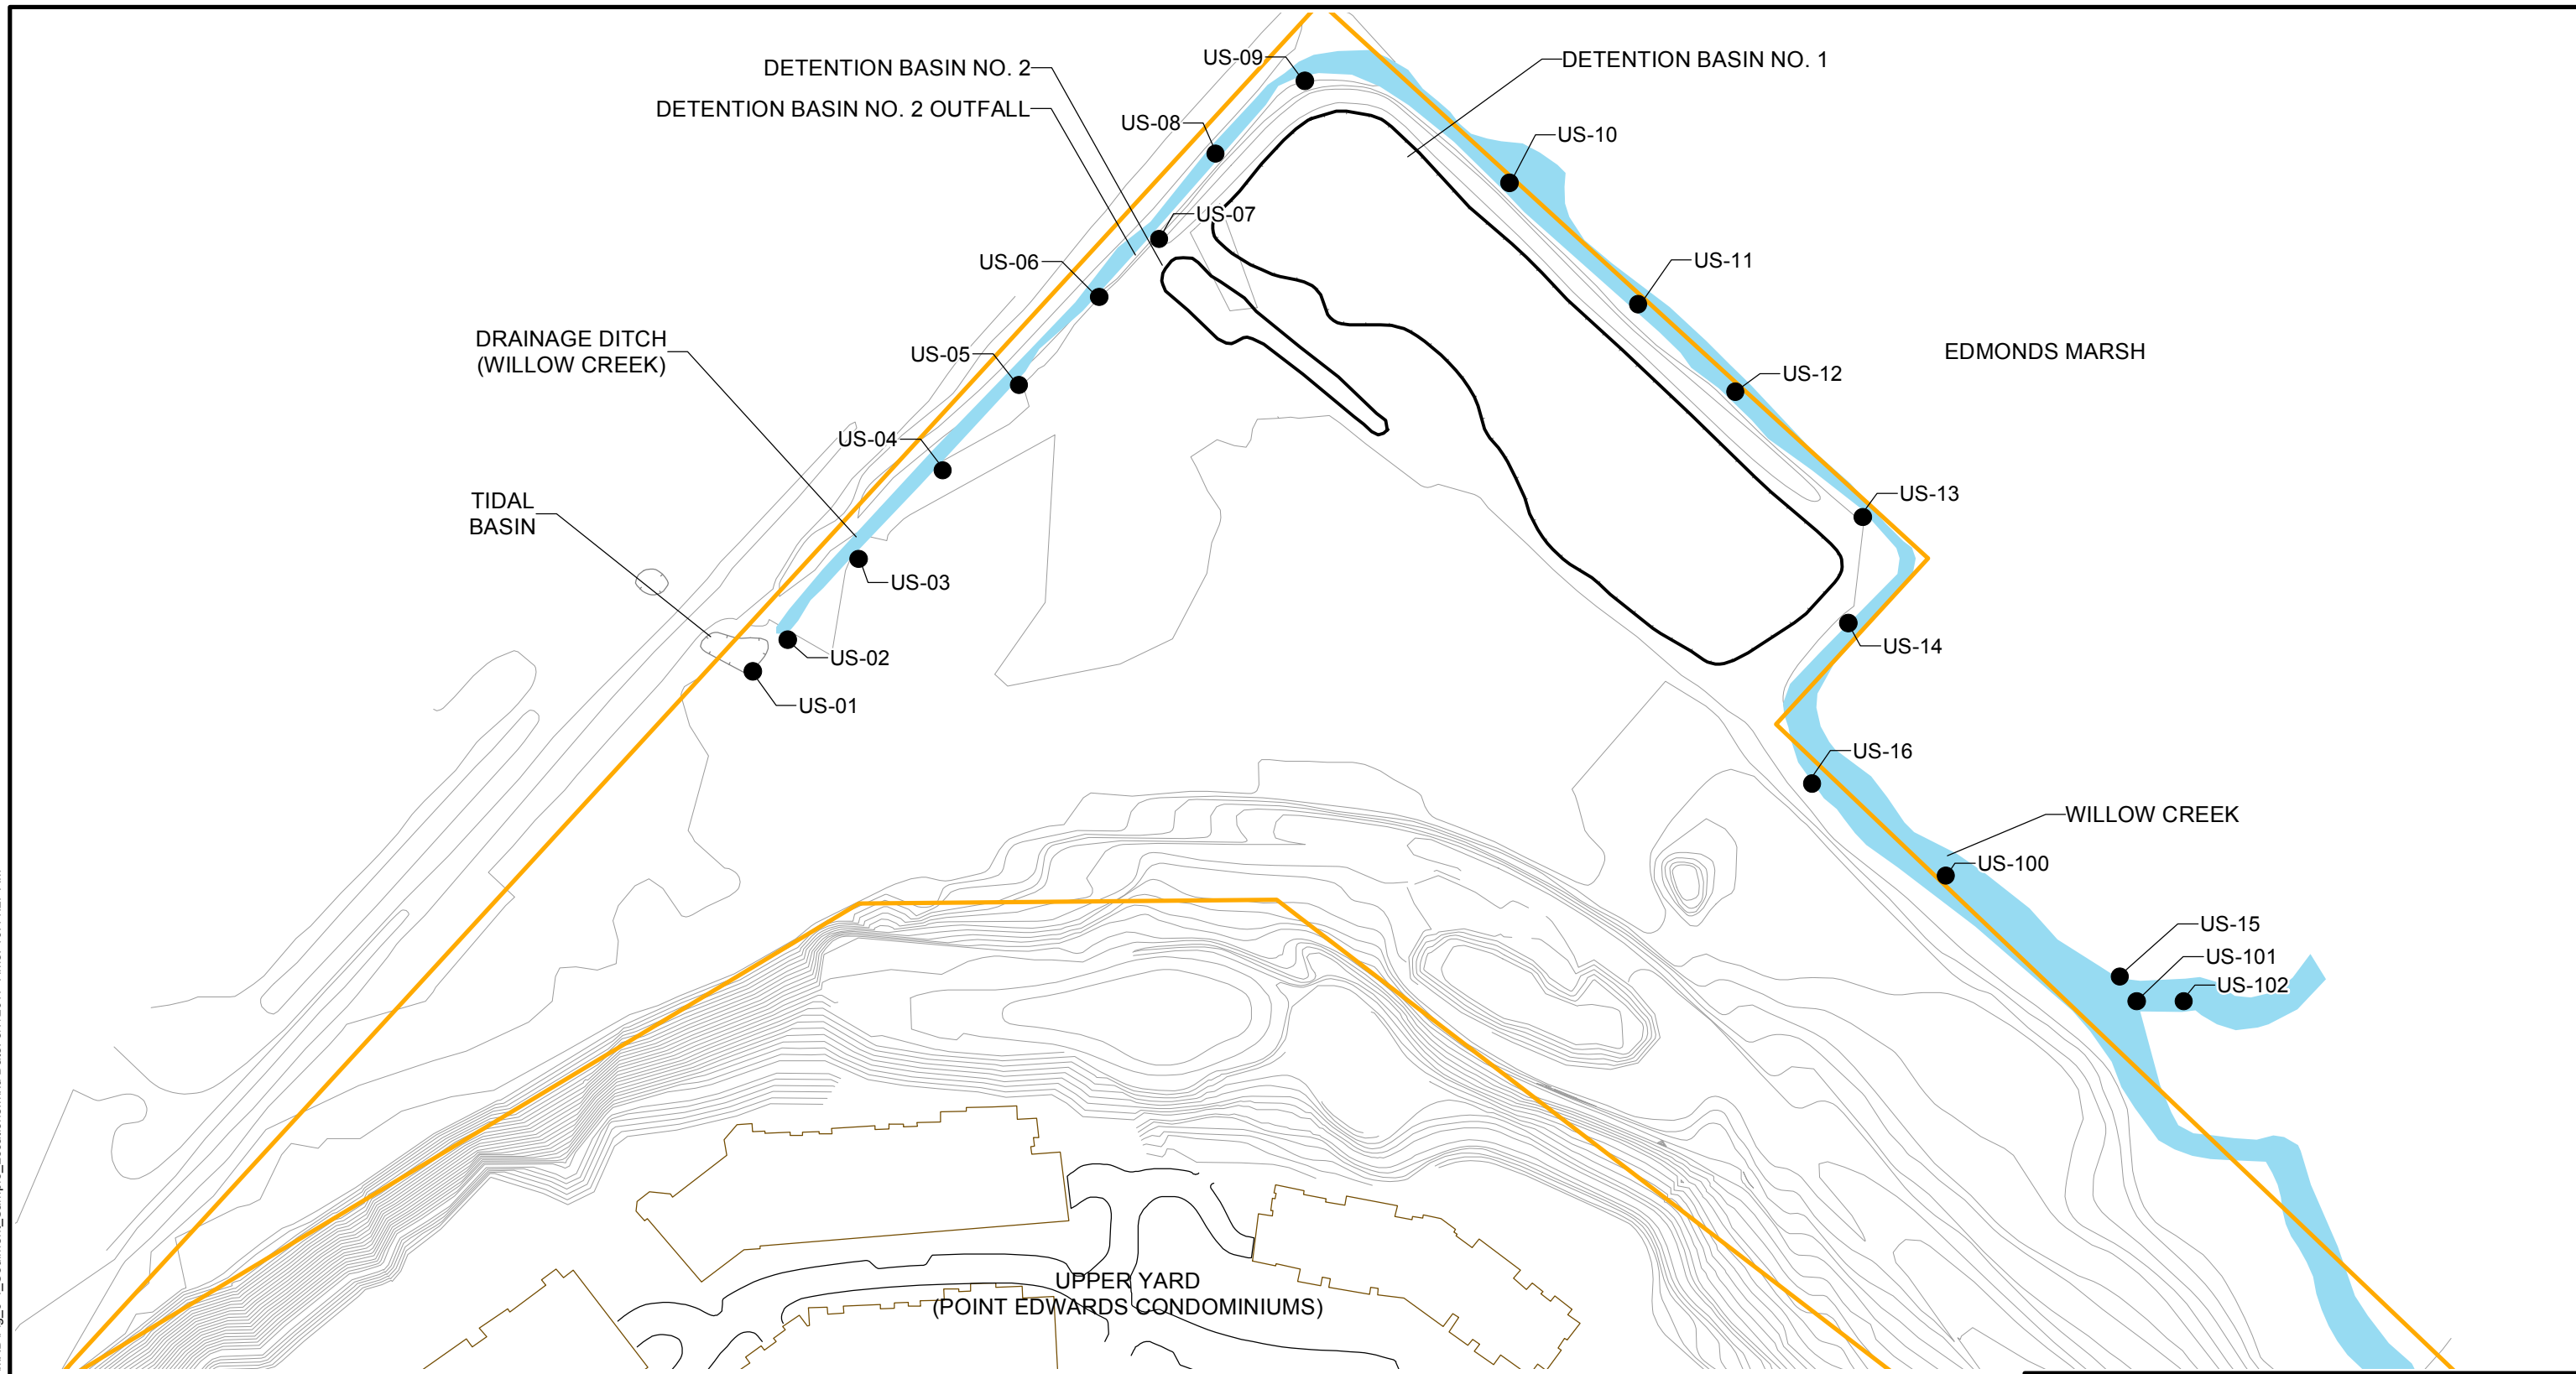 DETENTION BASIN NO. 2
DETENTION BASIN NO. 2 OUTFALL
US-09
DETENTION BASIN NO. 1
US-08
US-10
US-07
US-06
US-11
DRAINAGE DITCH
(WILLOW CREEK)
US-05
US-12
EDMONDS MARSH
US-04
TIDAL
BASIN
US-13
US-03
US-02
US-14
US-01
US-16
WILLOW CREEK
US-100
US-15
US-101
US-102
UPPER YARD
(POINT EDWARDS CONDOMINIUMS)